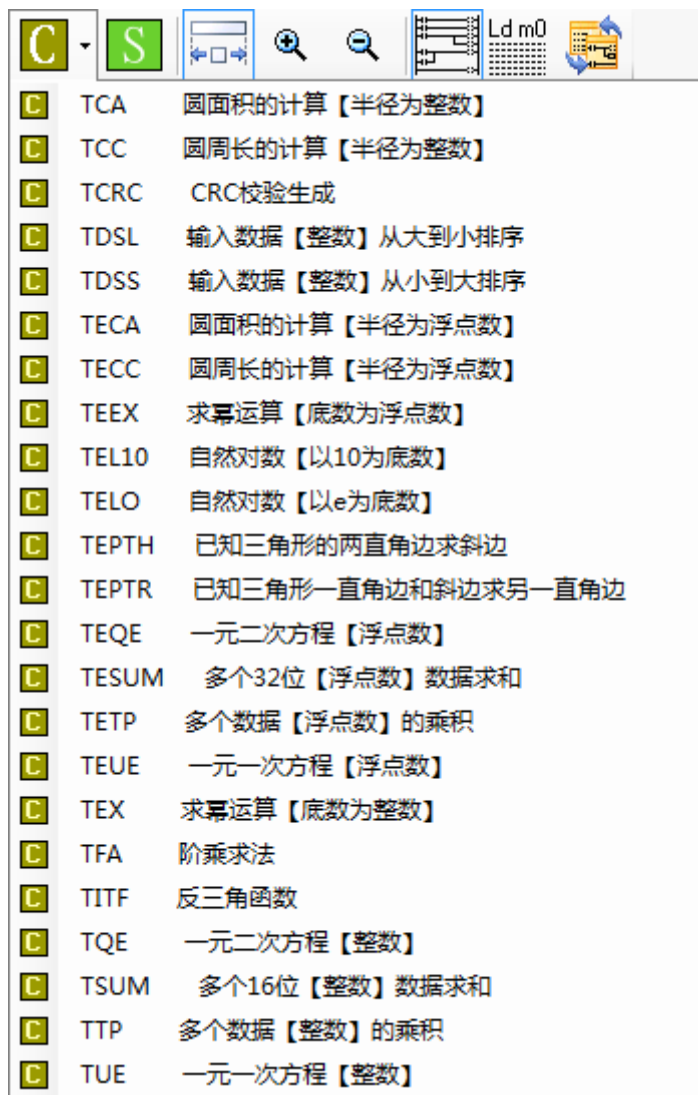 C S Ld m0
C TCA 圆面积的计算【半径为整数】
C TCC 圆周长的计算【半径为整数】
C TCRC CRC校验生成
C TDSL 输入数据【整数】从大到小排序
C TDSS 输入数据【整数】从小到大排序
C TECA 圆面积的计算【半径为浮点数】
C TECC 圆周长的计算【半径为浮点数】
C TEEX 求幂运算【底数为浮点数】
C TEL10 自然对数【以10为底数】
C TELO 自然对数【以e为底数】
C TEPTH 已知三角形的两直角边求斜边
C TEPTR 已知三角形一直角边和斜边求另一直角边
C TEQE 一元二次方程【浮点数】
C TESUM 多个32位【浮点数】数据求和
C TETP 多个数据【浮点数】的乘积
C TEUE 一元一次方程【浮点数】
C TEX 求幂运算【底数为整数】
C TFA 阶乘求法
C TITF 反三角函数
C TQE 一元二次方程【整数】
C TSUM 多个16位【整数】数据求和
C TTP 多个数据【整数】的乘积
C TUE 一元一次方程【整数】